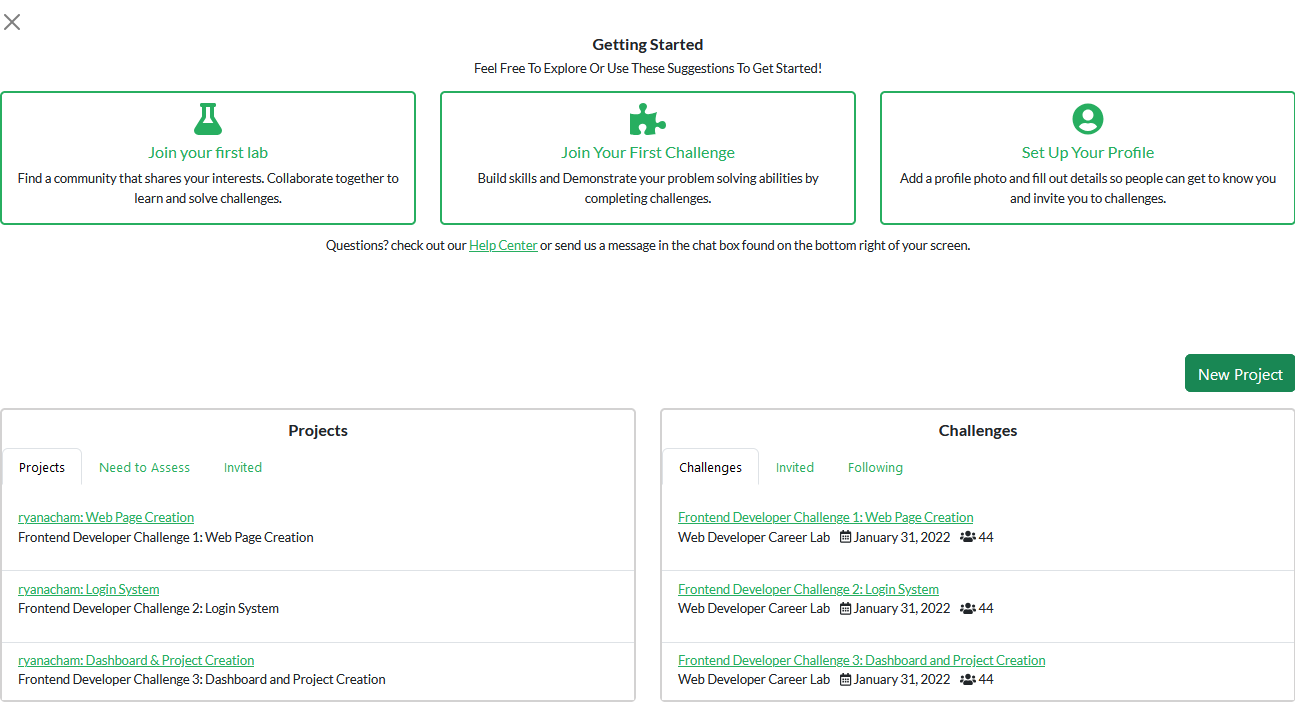 Getting Started
Feel Free To Explore Or Use These Suggestions To Get Started!
Join your first lab
Find a community that shares your interests. Collaborate together to
learn and solve challenges.
Join Your First Challenge
Build skills and Demonstrate your problem solving abilities by
completing challenges.
Set Up Your Profile
Add a profile photo and fill out details so people can get to know you
and invite you to challenges.
Questions? check out our Help Center or send us a message in the chat box found on the bottom right of your screen.
New Project
Projects
Projects Need to Assess Invited
ryanacham: Web Page Creation
Frontend Developer Challenge 1: Web Page Creation
ryanacham: Login System
Frontend Developer Challenge 2: Login System
ryanacham: Dashboard & Project Creation
Frontend Developer Challenge 3: Dashboard and Project Creation
Challenges
Challenges Invited Following
Frontend Developer Challenge 1: Web Page Creation
Web Developer Career Lab January 31, 2022 44
Frontend Developer Challenge 2: Login System
Web Developer Career Lab January 31, 2022 44
Frontend Developer Challenge 3: Dashboard and Project Creation
Web Developer Career Lab January 31, 2022 44